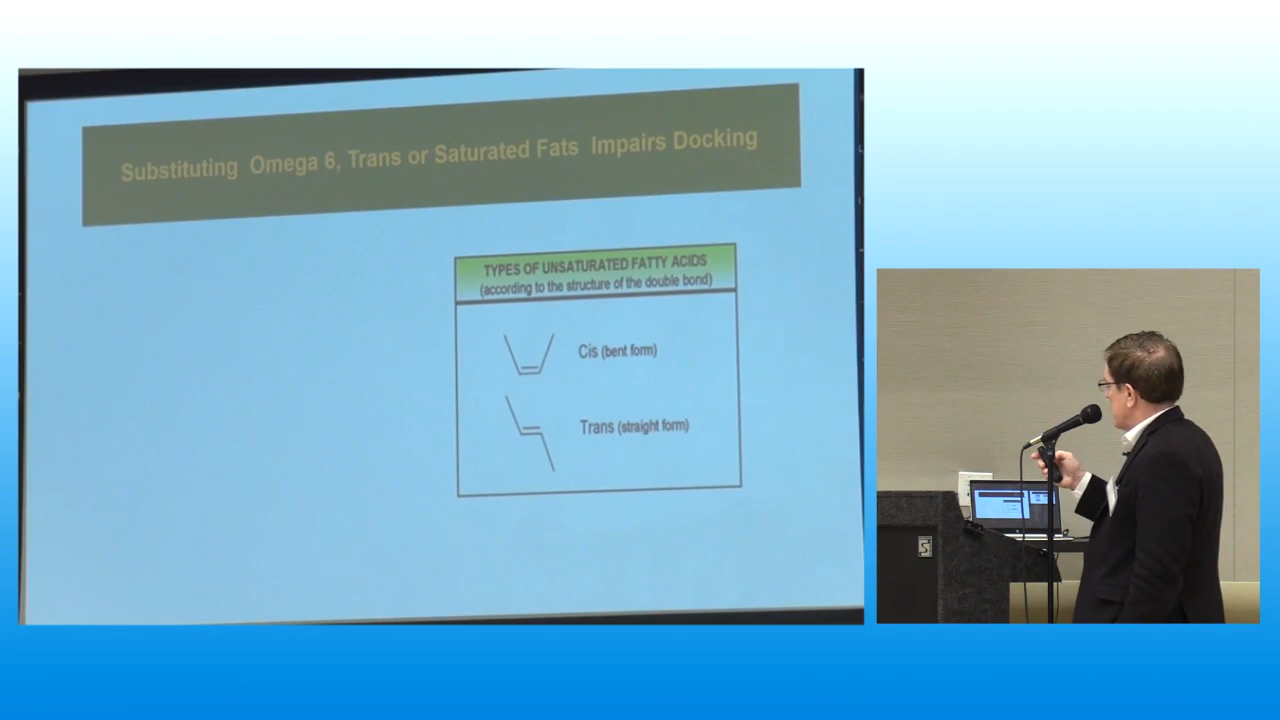 Substituting Omega 6, Trans or Saturated Fats Impairs Docking
TYPES OF UNSATURATED FATTY ACIDS
(according to the structure of the double bond)
Cis (bent form)
Trans (straight form)